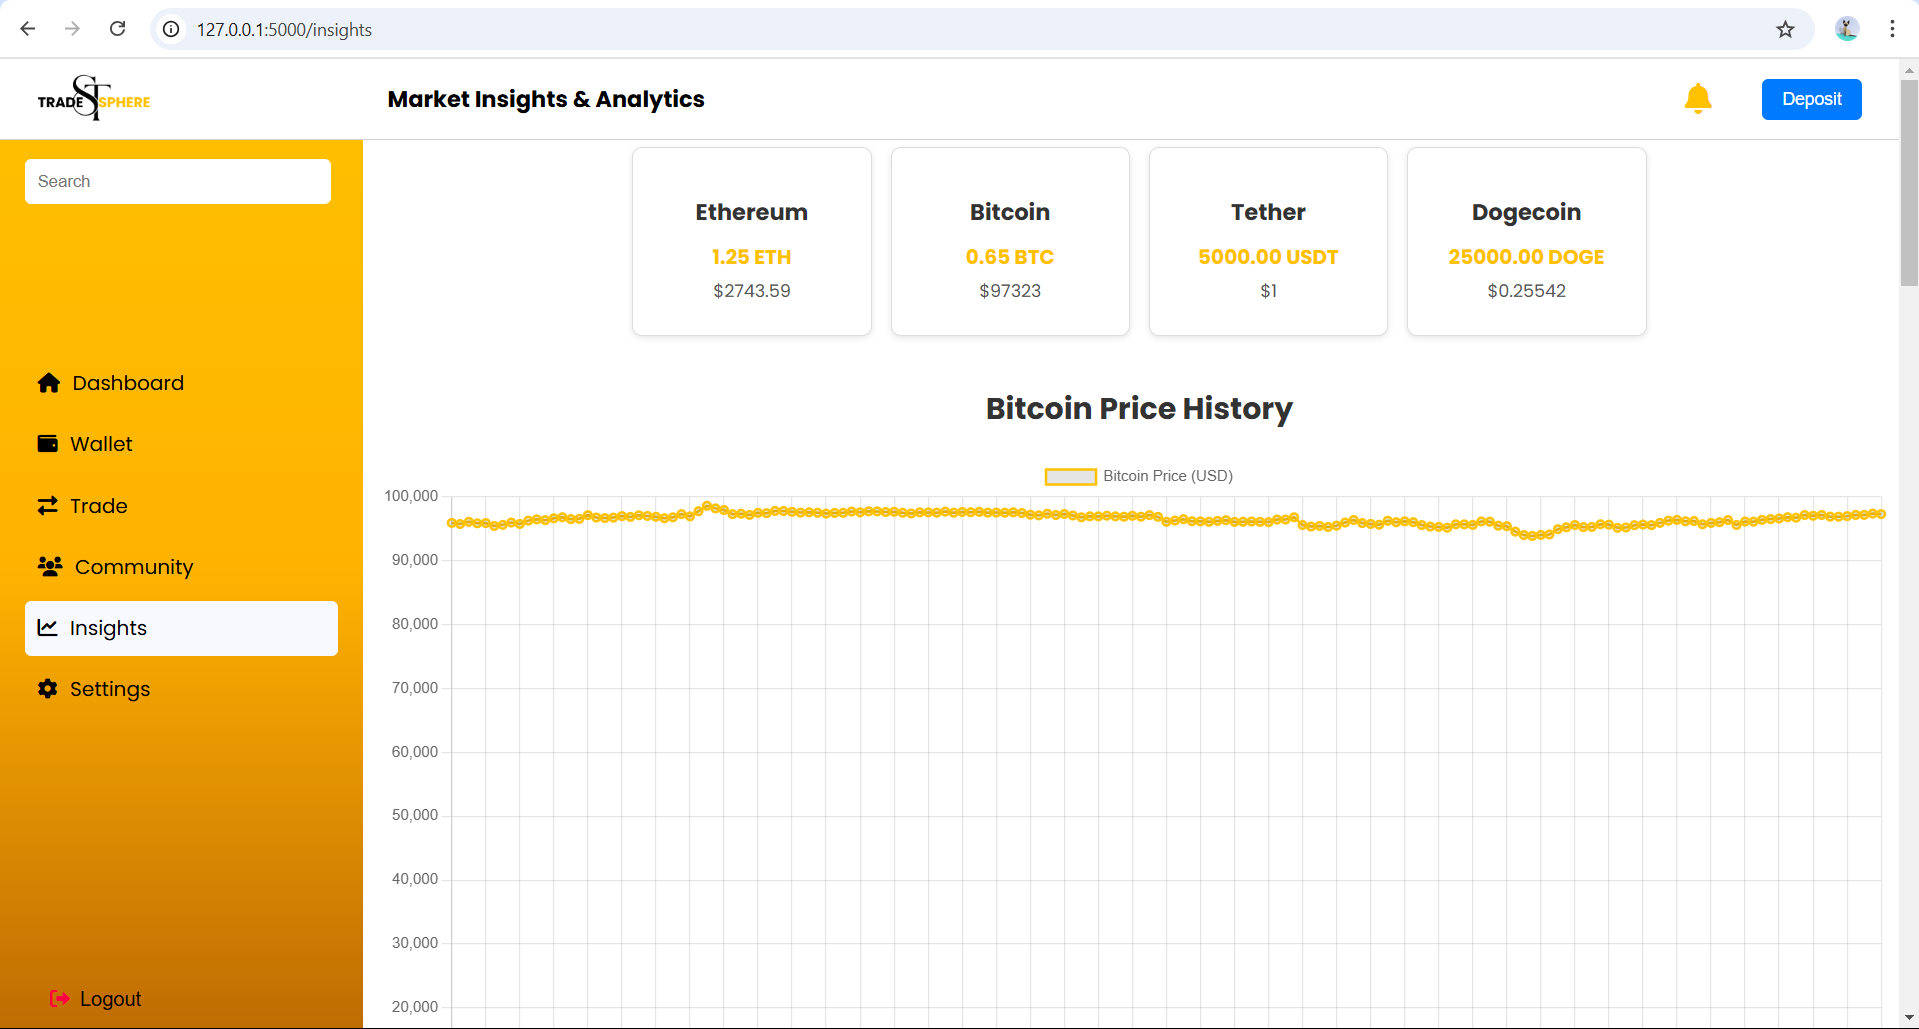 127.0.0.1:5000/insights
TRADE ST SPHERE
Market Insights & Analytics
Deposit
Search
Dashboard
Wallet
Trade
Community
Insights
Settings
Logout
Ethereum
1.25 ETH
$2743.59
Bitcoin
0.65 BTC
$97323
Tether
5000.00 USDT
$1
Dogecoin
25000.00 DOGE
$0.25542
Bitcoin Price History
Bitcoin Price (USD)
100,000
90,000
80,000
70,000
60,000
50,000
40,000
30,000
20,000